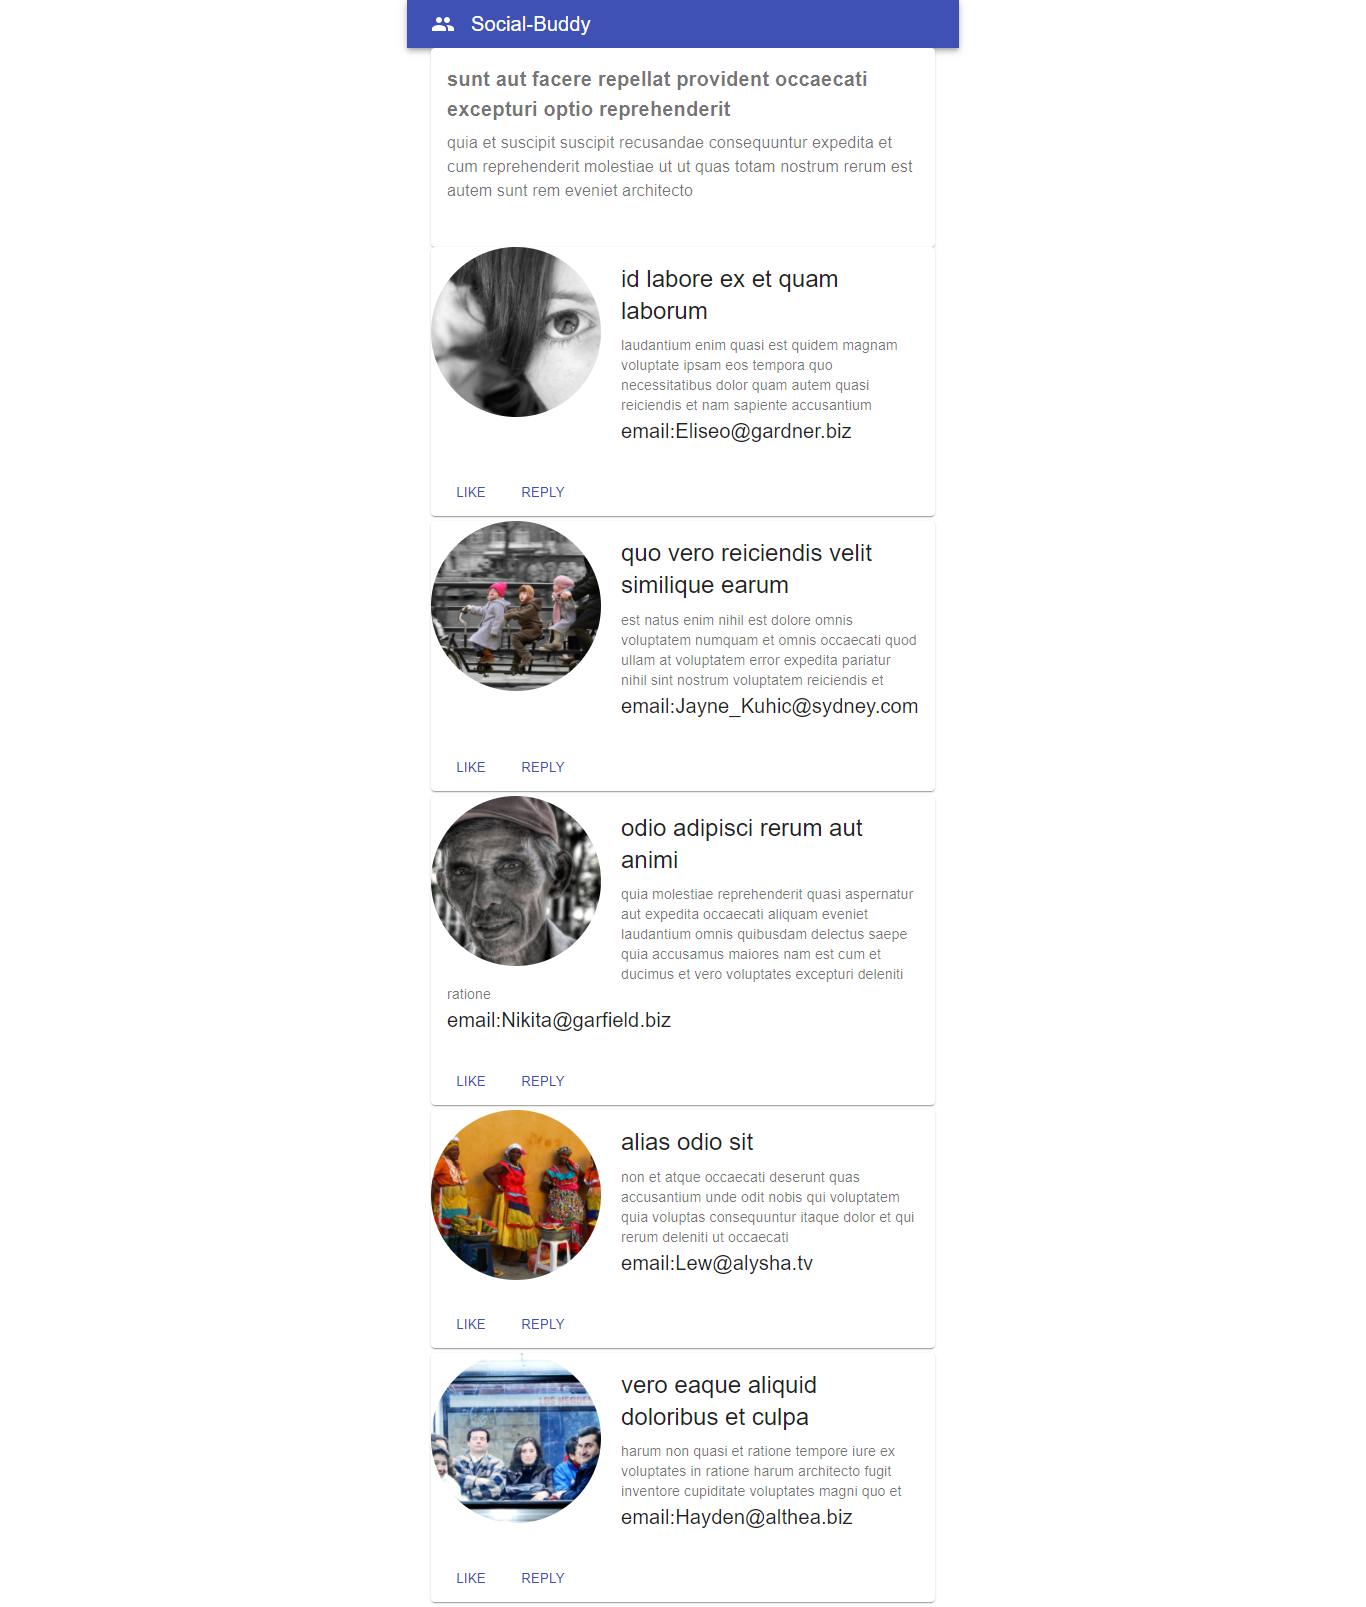 Social-Buddy
sunt aut facere repellat provident occaecati
excepturi optio reprehenderit
quia et suscipit suscipit recusandae consequuntur expedita et
cum reprehenderit molestiae ut ut quas totam nostrum rerum est
autem sunt rem eveniet architecto
id labore ex et quam
laborum
laudantium enim quasi est quidem magnam
voluptate ipsam eos tempora quo
necessitatibus dolor quam autem quasi
reiciendis et nam sapiente accusantium
email:Eliseo@gardner.biz
LIKE REPLY
quo vero reiciendis velit
similique earum
est natus enim nihil est dolore omnis
voluptatem numquam et omnis occaecati quod
ullam at voluptatem error expedita pariatur
nihil sint nostrum voluptatem reiciendis et
email:Jayne_Kuhic@sydney.com
LIKE REPLY
odio adipisci rerum aut
animi
quia molestiae reprehenderit quasi aspernatur
aut expedita occaecati aliquam eveniet
laudantium omnis quibusdam delectus saepe
quia accusamus maiores nam est cum et
ducimus et vero voluptates excepturi deleniti
ratione
email:Nikita@garfield.biz
LIKE REPLY
alias odio sit
non et atque occaecati deserunt quas
accusantium unde odit nobis qui voluptatem
quia voluptas consequuntur itaque dolor et qui
rerum deleniti ut occaecati
email:Lew@alysha.tv
LIKE REPLY
vero eaque aliquid
doloribus et culpa
harum non quasi et ratione tempore iure ex
voluptates in ratione harum architecto fugit
inventore cupiditate voluptates magni quo et
email:Hayden@althea.biz
LIKE REPLY